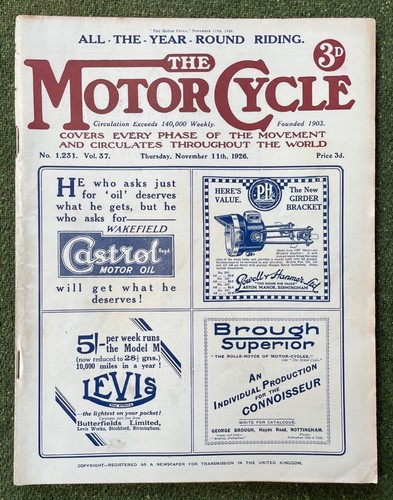 "THE MOTOR CYCLE," NOVEMBER 11TH, 1926.
ALL-THE-YEAR-ROUND RIDING.
THE
3D
MOTOR CYCLE
Circulation Exceeds 140,000 Weekly.
Founded 1903.
COVERS EVERY PHASE OF THE MOVEMENT
AND CIRCULATES THROUGHOUT THE WORLD
No. 1,231. Vol. 37. Thursday, November 11th, 1926. Price 3d.
HE who asks just
for 'oil' deserves
what he gets, but he
who asks for—
WAKEFIELD
Castrol Regd
MOTOR OIL
will get what he
deserves!
HERE'S
VALUE.
P&H
The New
GIRDER
BRACKET
Powell & Hanmer Ltd
"THE HOUSE FOR VALUE"
ASTON MANOR, BIRMINGHAM
5/- per week runs
the Model M
(now reduced to 28½ gns.)
10,000 miles in a year!
LEVIS
—the lightest on your pocket!
Butterfields Limited,
Levis Works, Stechford, Birmingham.
Brough
Superior
"THE ROLLS-ROYCE OF MOTOR-CYCLES,"
AN
INDIVIDUAL PRODUCTION
FOR THE
CONNOISSEUR
WRITE FOR CATALOGUE.
GEORGE BROUGH, Haydn Road, NOTTINGHAM.
COPYRIGHT—REGISTERED AS A NEWSPAPER FOR TRANSMISSION IN THE UNITED KINGDOM.